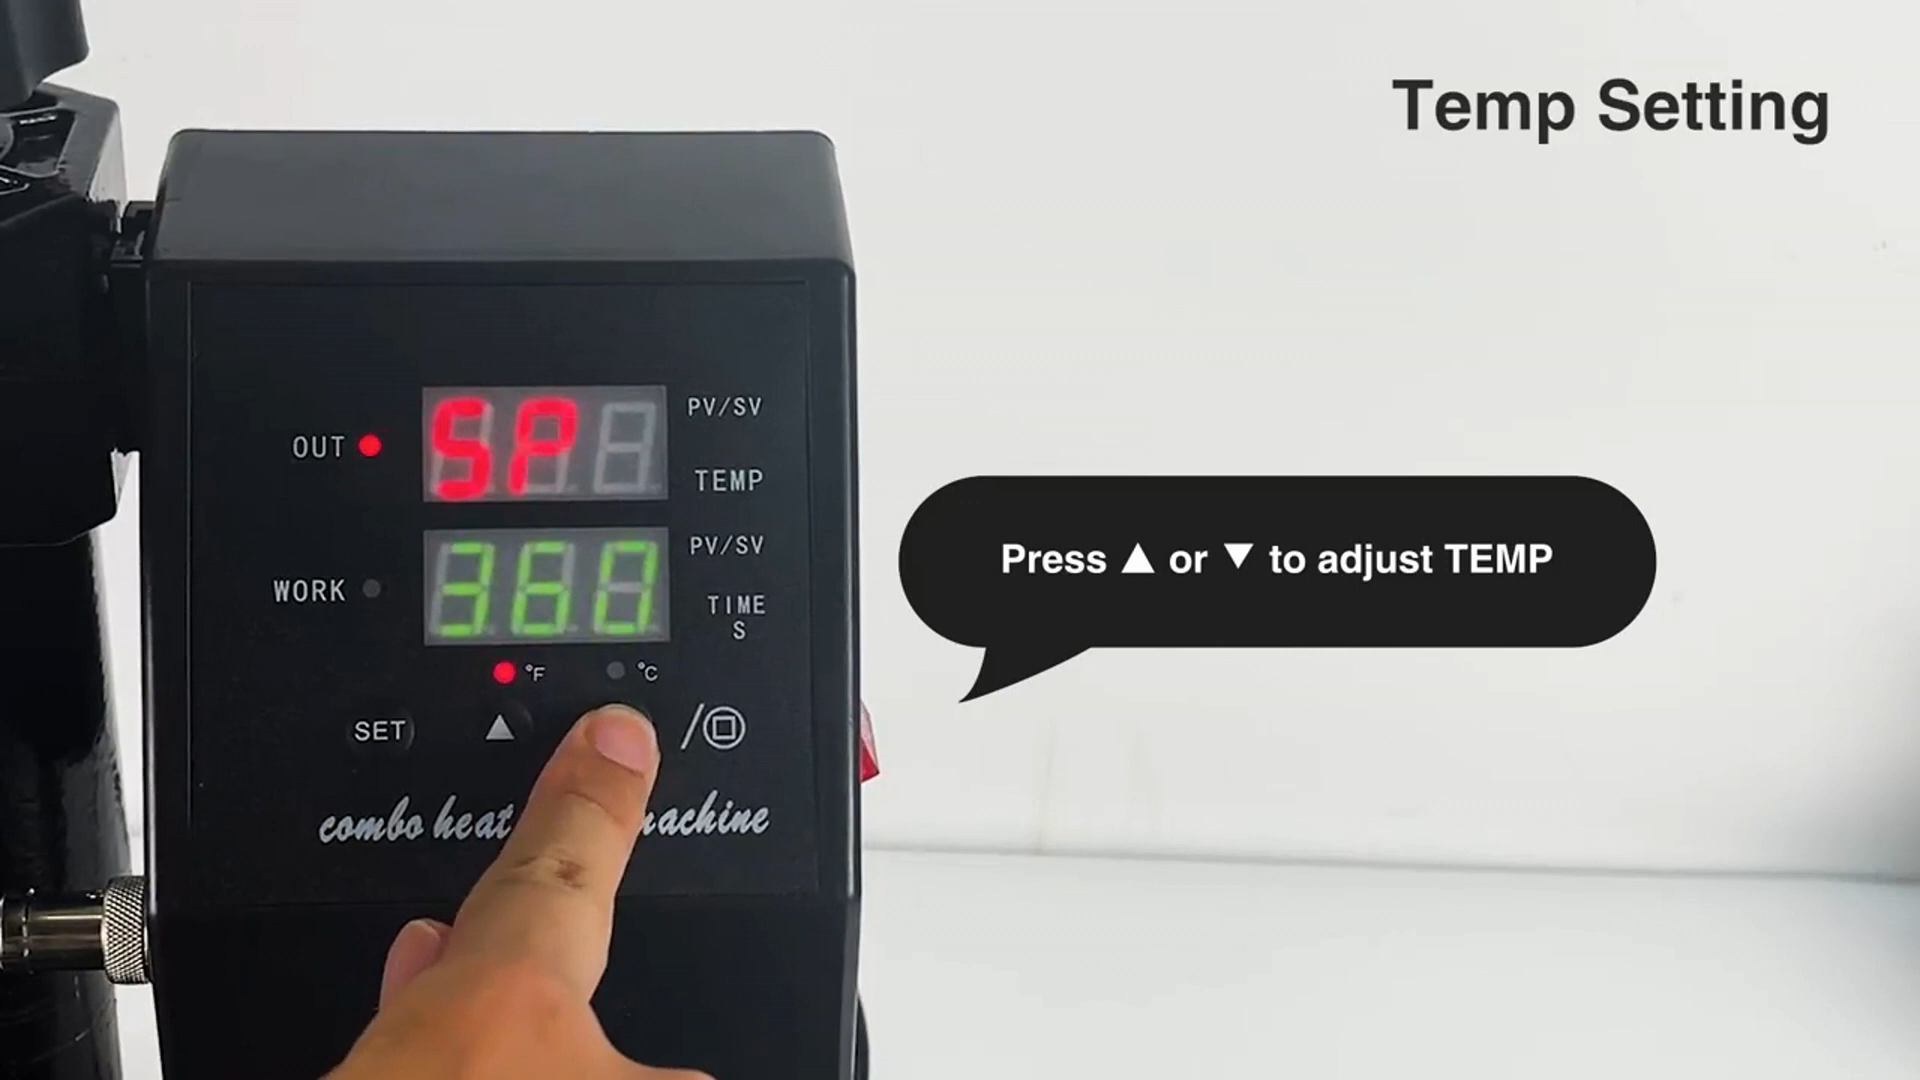 Temp Setting
SP
PV/SV
OUT
TEMP
360
PV/SV
WORK
TIME
S
°F
°C
SET ▲ /
combo heat machine
Press ▲ or ▼ to adjust TEMP